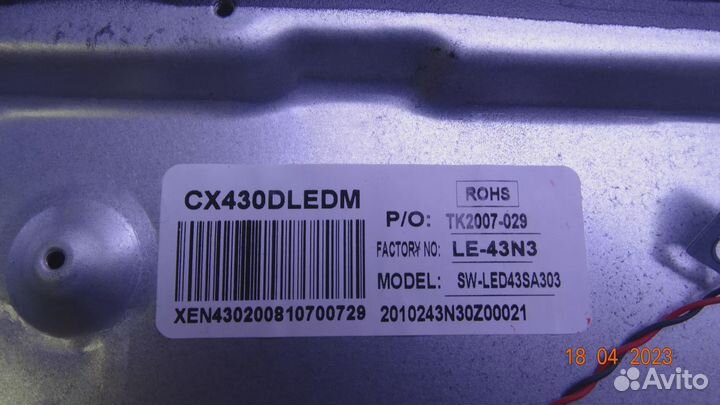 CX430DLEDM
XEN430200810700729
ROHS
P/O: TK2007-029
FACTORY NO: LE-43N3
MODEL: SW-LED43SA303
2010243N30Z00021
18 04 2023
Avito